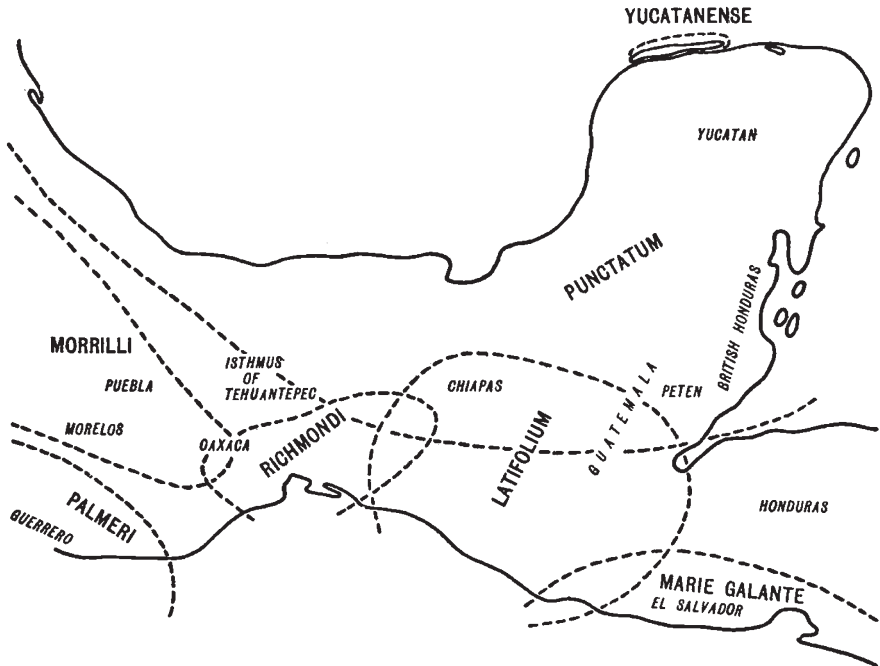 YUCATANENSE
YUCATAN
PUNCTATUM
BRITISH HONDURAS
MORRILLI
ISTHMUS
OF
TEHUANTEPEC
PUEBLA
CHIAPAS
GUATEMALA
PETEN
MORELOS
OAXACA
RICHMONDI
LATIFOLIUM
PALMERI
GUERRERO
HONDURAS
MARIE GALANTE
EL SALVADOR